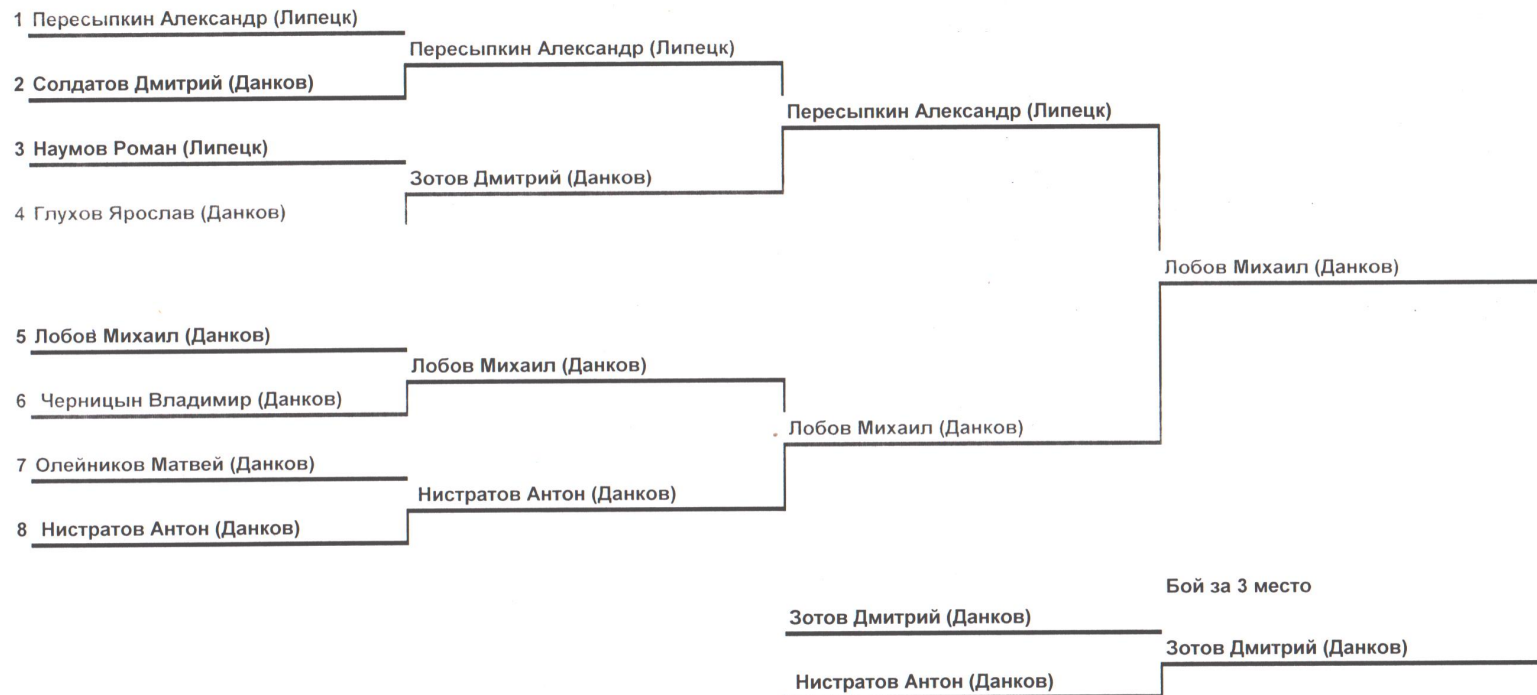 1 Пересыпкин Александр (Липецк)
Пересыпкин Александр (Липецк)
2 Солдатов Дмитрий (Данков)
Пересыпкин Александр (Липецк)
3 Наумов Роман (Липецк)
Зотов Дмитрий (Данков)
4 Глухов Ярослав (Данков)
Лобов Михаил (Данков)
5 Лобов Михаил (Данков)
Лобов Михаил (Данков)
6 Черницын Владимир (Данков)
Лобов Михаил (Данков)
7 Олейников Матвей (Данков)
Нистратов Антон (Данков)
8 Нистратов Антон (Данков)
Бой за 3 место
Зотов Дмитрий (Данков)
Зотов Дмитрий (Данков)
Нистратов Антон (Данков)